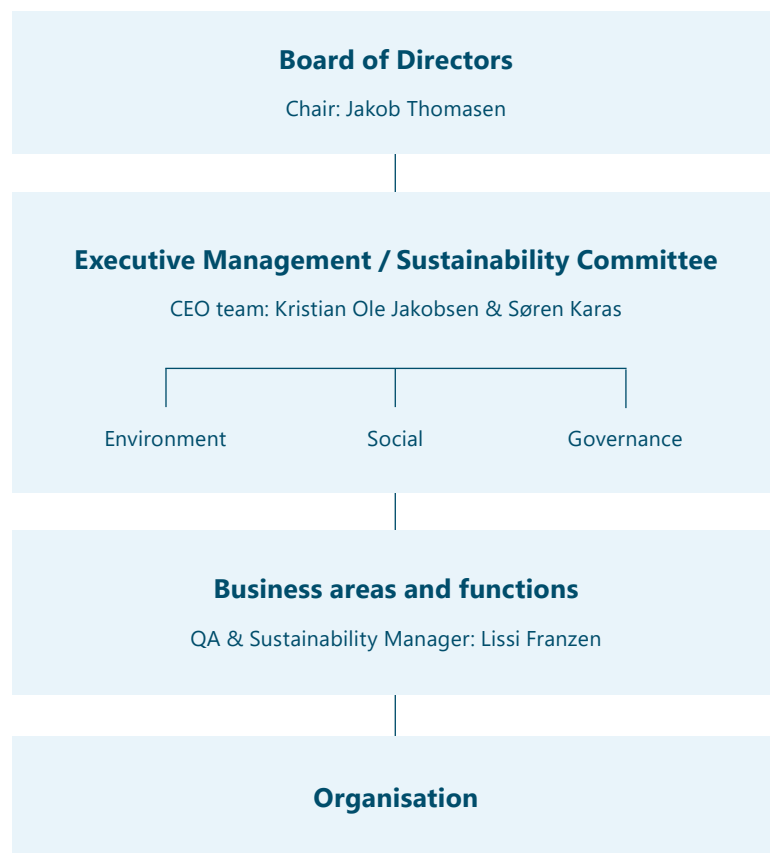 Board of Directors
Chair: Jakob Thomasen
Executive Management / Sustainability Committee
CEO team: Kristian Ole Jakobsen & Søren Karas
Environment
Social
Governance
Business areas and functions
QA & Sustainability Manager: Lissi Franzen
Organisation